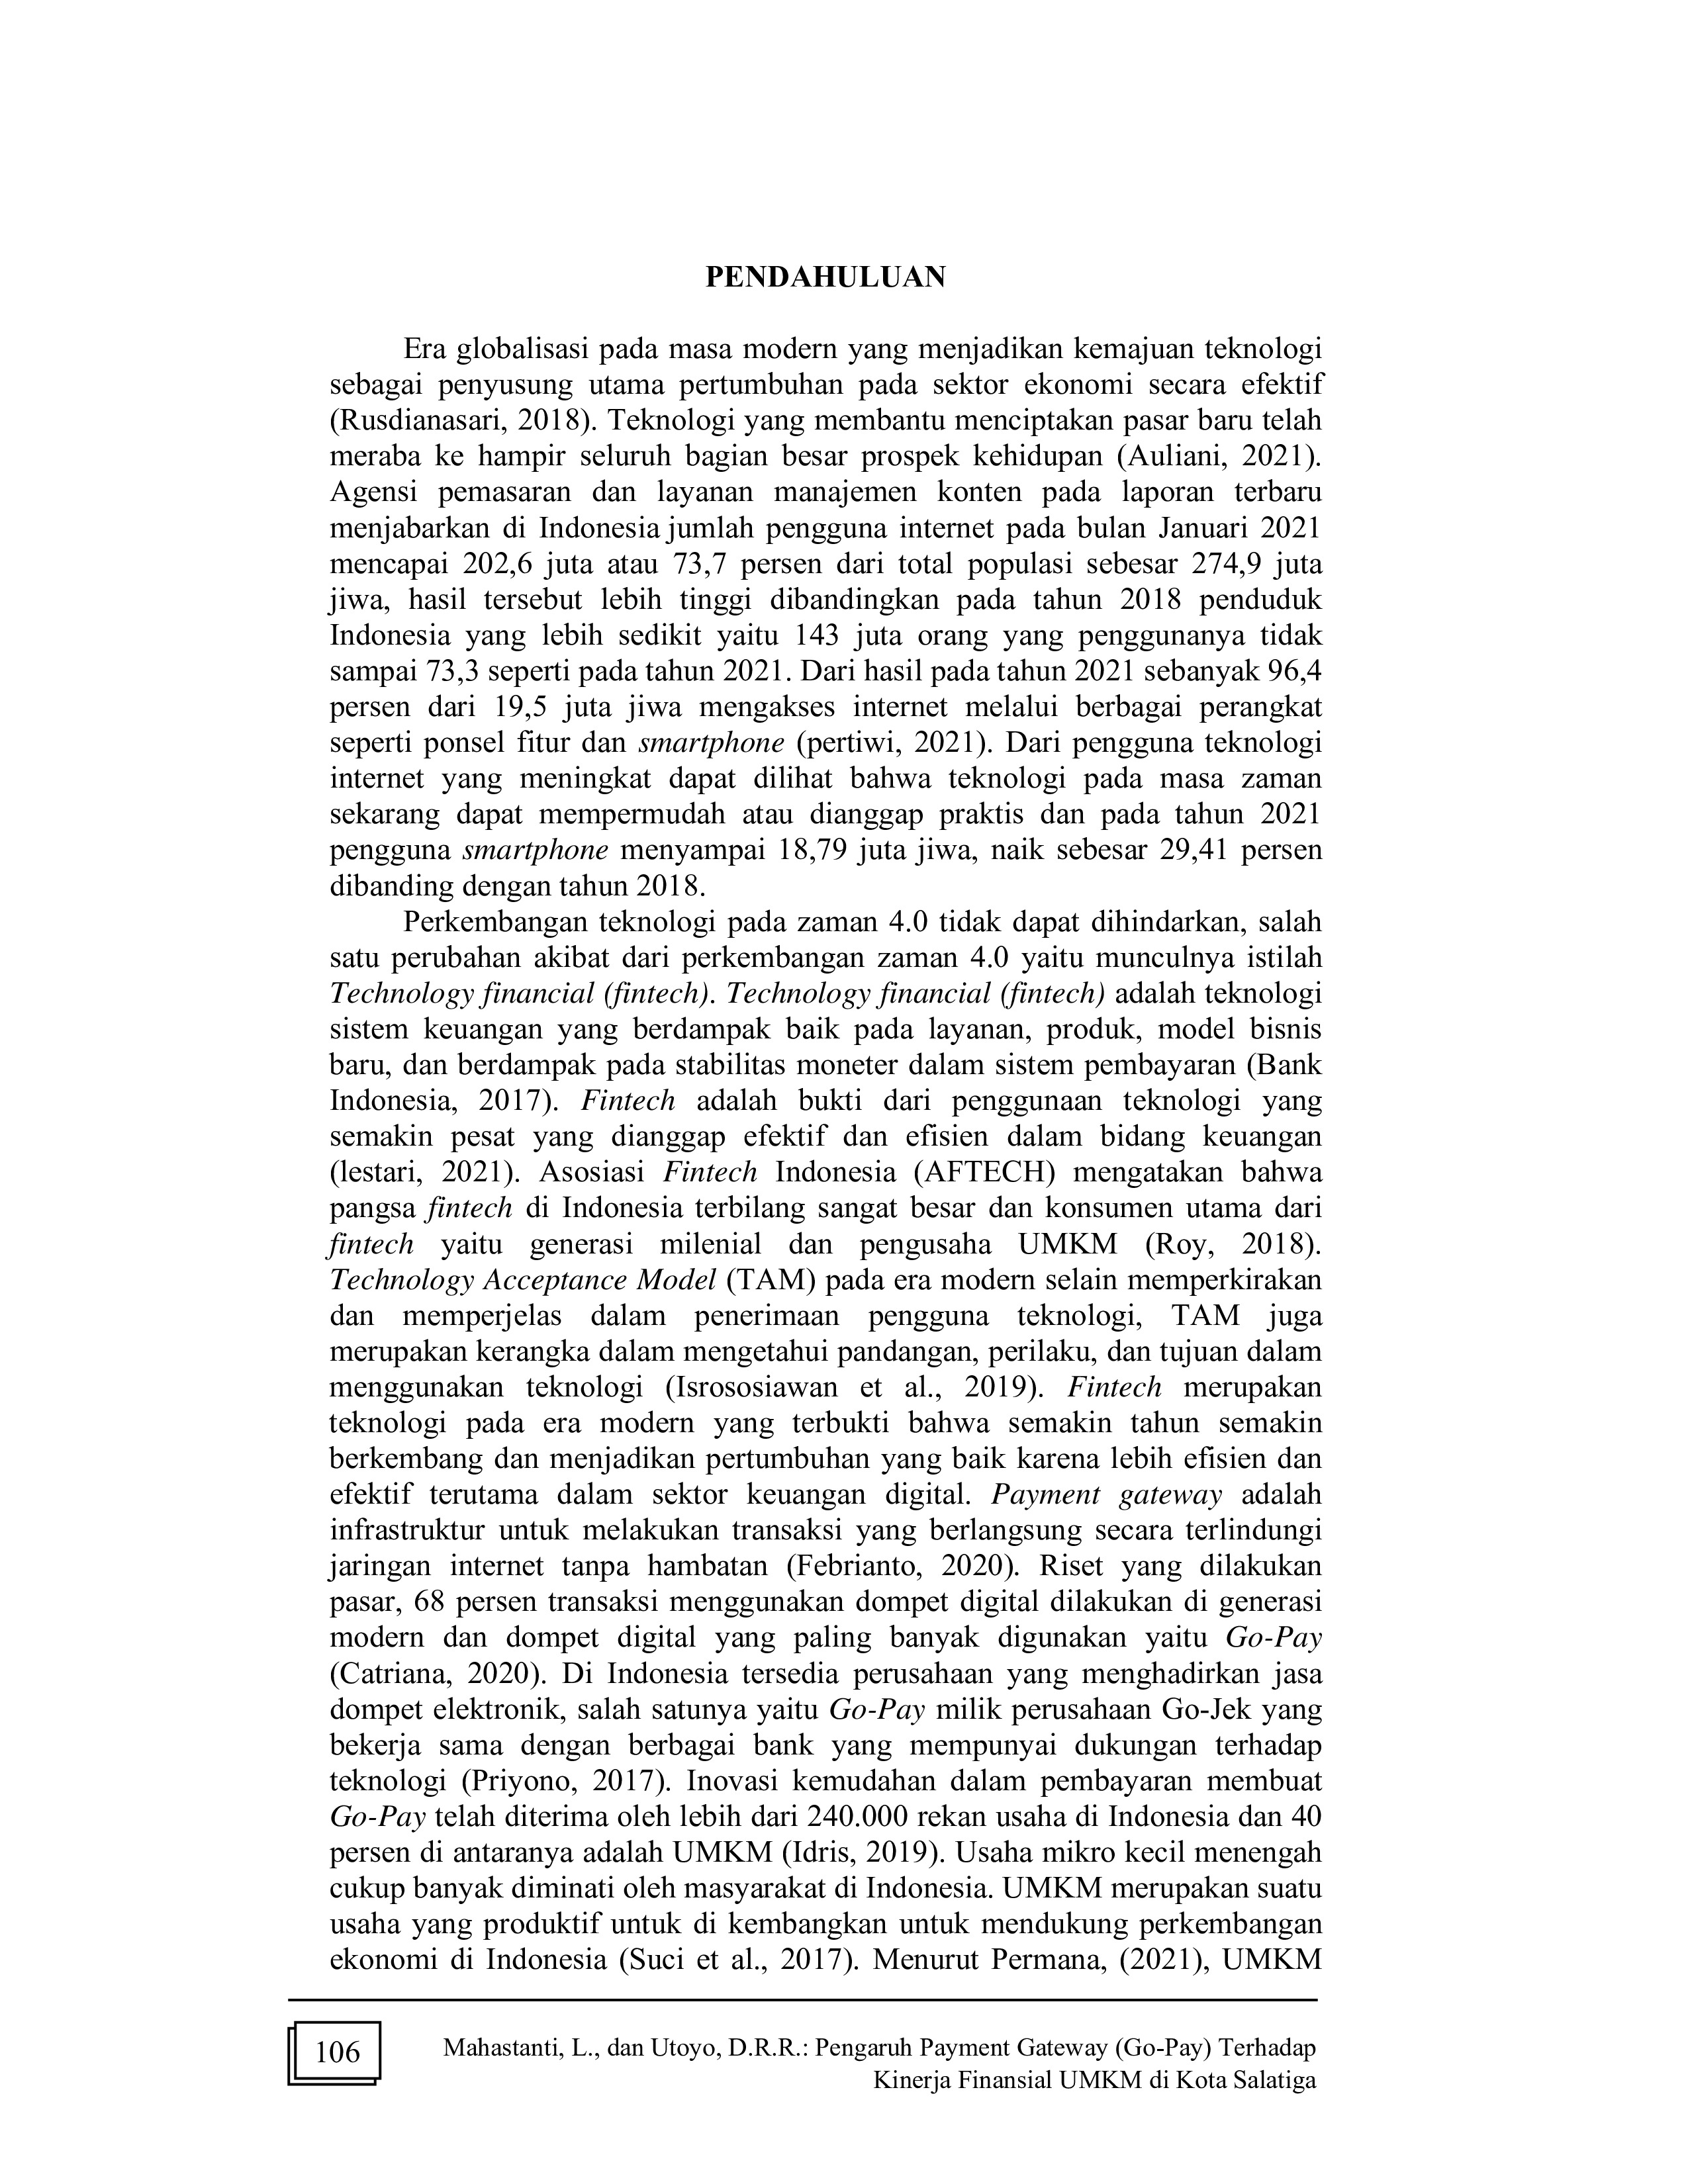 PENDAHULUAN
Era globalisasi pada masa modern yang menjadikan kemajuan teknologi
sebagai penyusung utama pertumbuhan pada sektor ekonomi secara efektif
(Rusdianasari, 2018). Teknologi yang membantu menciptakan pasar baru telah
meraba ke hampir seluruh bagian besar prospek kehidupan (Auliani, 2021).
Agensi pemasaran dan layanan manajemen konten pada laporan terbaru
menjabarkan di Indonesia jumlah pengguna internet pada bulan Januari 2021
mencapai 202,6 juta atau 73,7 persen dari total populasi sebesar 274,9 juta
jiwa, hasil tersebut lebih tinggi dibandingkan pada tahun 2018 penduduk
Indonesia yang lebih sedikit yaitu 143 juta orang yang penggunanya tidak
sampai 73,3 seperti pada tahun 2021. Dari hasil pada tahun 2021 sebanyak 96,4
persen dari 19,5 juta jiwa mengakses internet melalui berbagai perangkat
seperti ponsel fitur dan smartphone (pertiwi, 2021). Dari pengguna teknologi
internet yang meningkat dapat dilihat bahwa teknologi pada masa zaman
sekarang dapat mempermudah atau dianggap praktis dan pada tahun 2021
pengguna smartphone menyampai 18,79 juta jiwa, naik sebesar 29,41 persen
dibanding dengan tahun 2018.
Perkembangan teknologi pada zaman 4.0 tidak dapat dihindarkan, salah
satu perubahan akibat dari perkembangan zaman 4.0 yaitu munculnya istilah
Technology financial (fintech). Technology financial (fintech) adalah teknologi
sistem keuangan yang berdampak baik pada layanan, produk, model bisnis
baru, dan berdampak pada stabilitas moneter dalam sistem pembayaran (Bank
Indonesia, 2017). Fintech adalah bukti dari penggunaan teknologi yang
semakin pesat yang dianggap efektif dan efisien dalam bidang keuangan
(lestari, 2021). Asosiasi Fintech Indonesia (AFTECH) mengatakan bahwa
pangsa fintech di Indonesia terbilang sangat besar dan konsumen utama dari
fintech yaitu generasi milenial dan pengusaha UMKM (Roy, 2018).
Technology Acceptance Model (TAM) pada era modern selain memperkirakan
dan memperjelas dalam penerimaan pengguna teknologi, TAM juga
merupakan kerangka dalam mengetahui pandangan, perilaku, dan tujuan dalam
menggunakan teknologi (Isrososiawan et al., 2019). Fintech merupakan
teknologi pada era modern yang terbukti bahwa semakin tahun semakin
berkembang dan menjadikan pertumbuhan yang baik karena lebih efisien dan
efektif terutama dalam sektor keuangan digital. Payment gateway adalah
infrastruktur untuk melakukan transaksi yang berlangsung secara terlindungi
jaringan internet tanpa hambatan (Febrianto, 2020). Riset yang dilakukan
pasar, 68 persen transaksi menggunakan dompet digital dilakukan di generasi
modern dan dompet digital yang paling banyak digunakan yaitu Go-Pay
(Catriana, 2020). Di Indonesia tersedia perusahaan yang menghadirkan jasa
dompet elektronik, salah satunya yaitu Go-Pay milik perusahaan Go-Jek yang
bekerja sama dengan berbagai bank yang mempunyai dukungan terhadap
teknologi (Priyono, 2017). Inovasi kemudahan dalam pembayaran membuat
Go-Pay telah diterima oleh lebih dari 240.000 rekan usaha di Indonesia dan 40
persen di antaranya adalah UMKM (Idris, 2019). Usaha mikro kecil menengah
cukup banyak diminati oleh masyarakat di Indonesia. UMKM merupakan suatu
usaha yang produktif untuk di kembangkan untuk mendukung perkembangan
ekonomi di Indonesia (Suci et al., 2017). Menurut Permana, (2021), UMKM
106
Mahastanti, L., dan Utoyo, D.R.R.: Pengaruh Payment Gateway (Go-Pay) Terhadap
Kinerja Finansial UMKM di Kota Salatiga